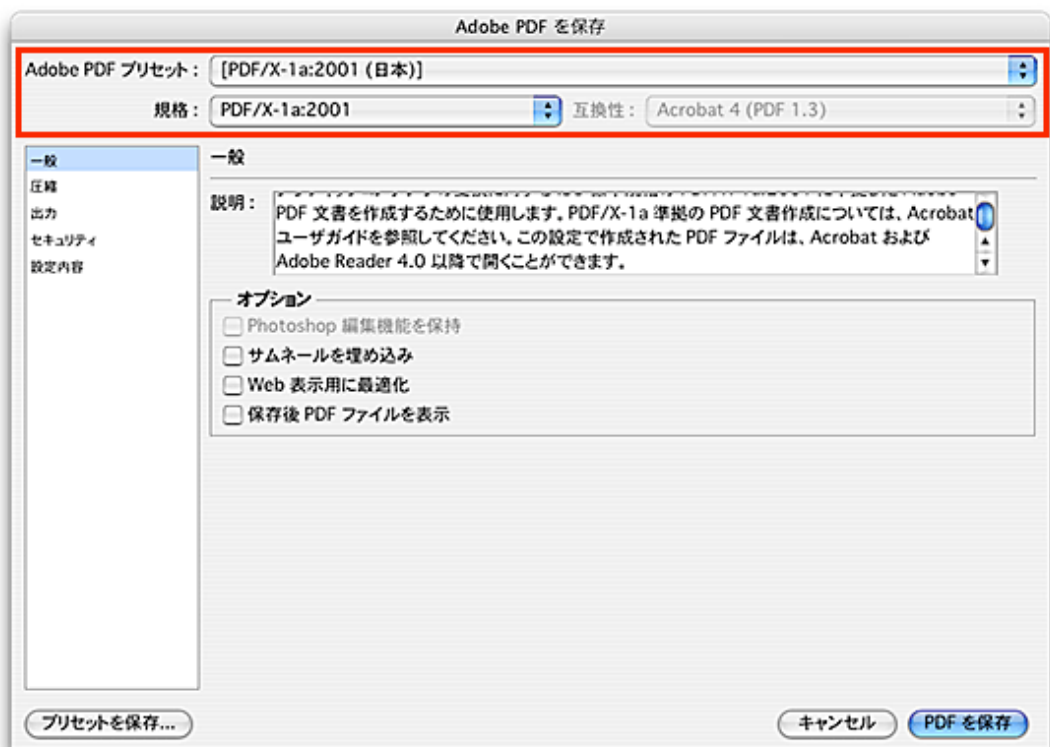 Adobe PDF を保存
Adobe PDF プリセット： [PDF/X-1a:2001 (日本)]
規格： PDF/X-1a:2001 互換性： Acrobat 4 (PDF 1.3)
一般
圧縮
出力
セキュリティ
設定内容
一般
説明：
PDF 文書を作成するために使用します。PDF/X-1a 準拠の PDF 文書作成については、Acrobat
ユーザガイドを参照してください。この設定で作成された PDF ファイルは、Acrobat および
Adobe Reader 4.0 以降で開くことができます。
オプション
Photoshop 編集機能を保持
サムネールを埋め込み
Web 表示用に最適化
保存後 PDF ファイルを表示
プリセットを保存... キャンセル PDF を保存